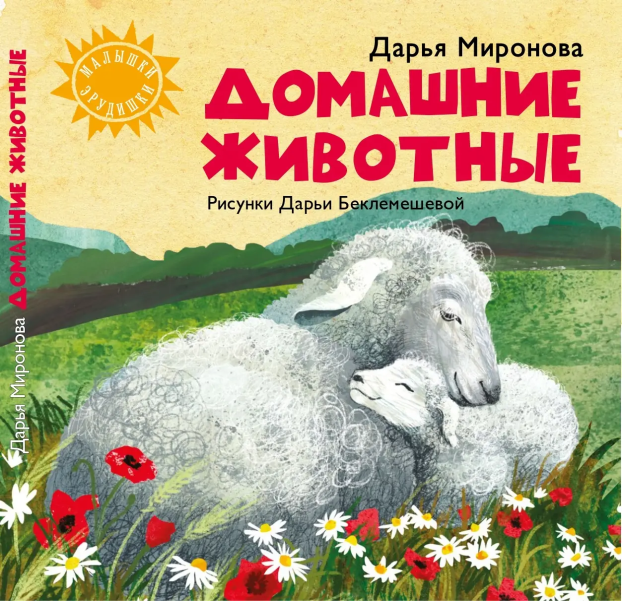 Дарья Миронова
ДОМАШНИЕ
ЖИВОТНЫЕ
Рисунки Дарьи Беклемешевой
МАЛЫШКИ
ЭРУДИШКИ
Дарья Миронова ДОМАШНИЕ ЖИВОТНЫЕ